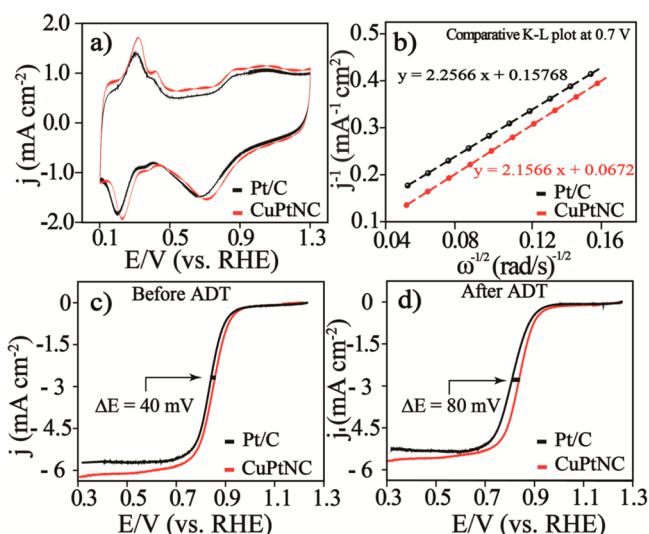 a)
2.0
1.0
0.0
-1.0
-2.0
j (mA cm-2)
0.1 0.5 0.9 1.3
E/V (vs. RHE)
Pt/C
CuPtNC
b)
Comparative K-L plot at 0.7 V
0.5
0.4
0.3
0.2
0.1
j-1 (mA-1 cm2)
y = 2.2566 x + 0.15768
y = 2.1566 x + 0.0672
Pt/C
CuPtNC
0.04 0.08 0.12 0.16
ω-1/2 (rad/s)-1/2
c)
Before ADT
0
- 1.5
- 3
-4.5
- 6
j (mA cm-2)
ΔE = 40 mV
Pt/C
CuPtNC
0.3 0.5 0.7 0.9 1.1
E/V (vs. RHE)
d)
After ADT
0
- 1.5
- 3
-4.5
- 6
j (mA cm-2)
ΔE = 80 mV
Pt/C
CuPtNC
0.3 0.5 0.7 0.9 1.1
E/V (vs. RHE)